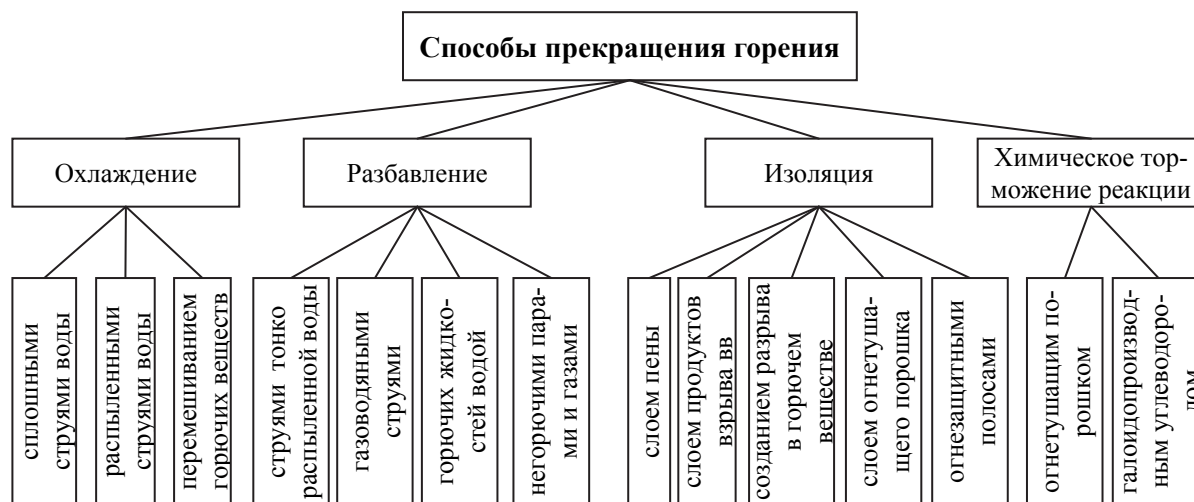 Способы прекращения горения
Охлаждение
Разбавление
Изоляция
Химическое тор-
можение реакции
сплошными
струями воды
распыленными
струями воды
перемешиванием
горючих веществ
струями тонко
распыленной воды
газоводяными
струями
горючих жидко-
стей водой
негорючими пара-
ми и газами
слоем пены
слоем продуктов
взрыва вв
созданием разрыва
в горючем
веществе
слоем огнетуша-
щего порошка
огнезащитными
полосами
огнетушащим по-
рошком
галоидопроизвод-
ным углеводоро-
дом